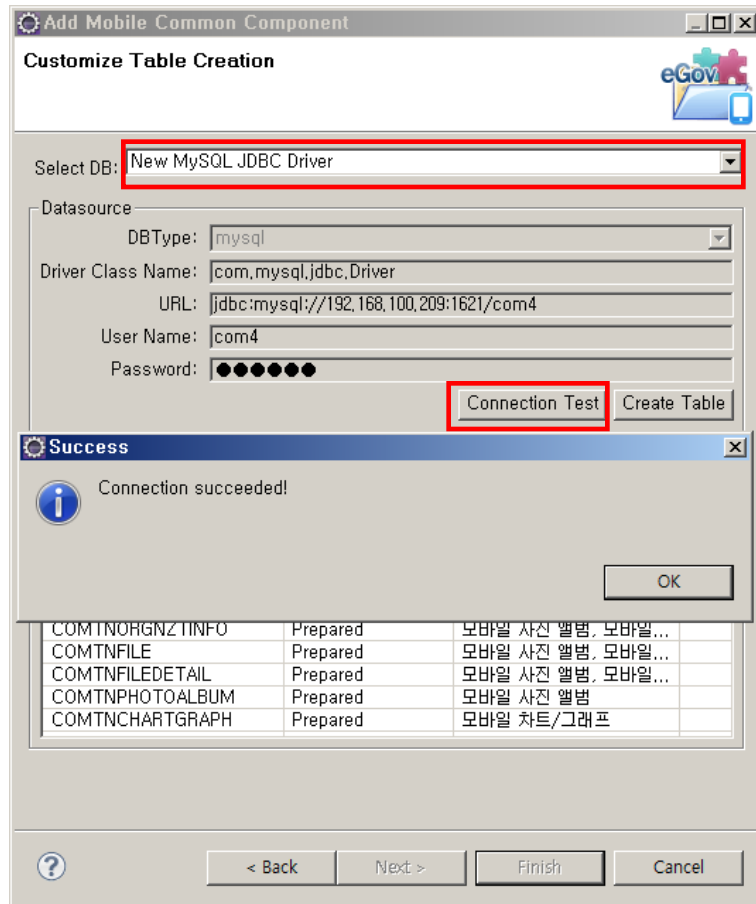 Add Mobile Common Component
Customize Table Creation
eGov
Select DB: New MySQL JDBC Driver
Datasource
DBType: mysql
Driver Class Name: com.mysql.jdbc.Driver
URL: jdbc:mysql://192.168.100.209:1621/com4
User Name: com4
Password: ●●●●●●
Connection Test Create Table
Success
Connection succeeded!
OK
COMTNORGNZTINFO Prepared 모바일 사진 앨범, 모바일...
COMTNFILE Prepared 모바일 사진 앨범, 모바일...
COMTNFILEDETAIL Prepared 모바일 사진 앨범, 모바일...
COMTNPHOTOALBUM Prepared 모바일 사진 앨범
COMTNCHARTGRAPH Prepared 모바일 차트/그래프
? < Back Next > Finish Cancel